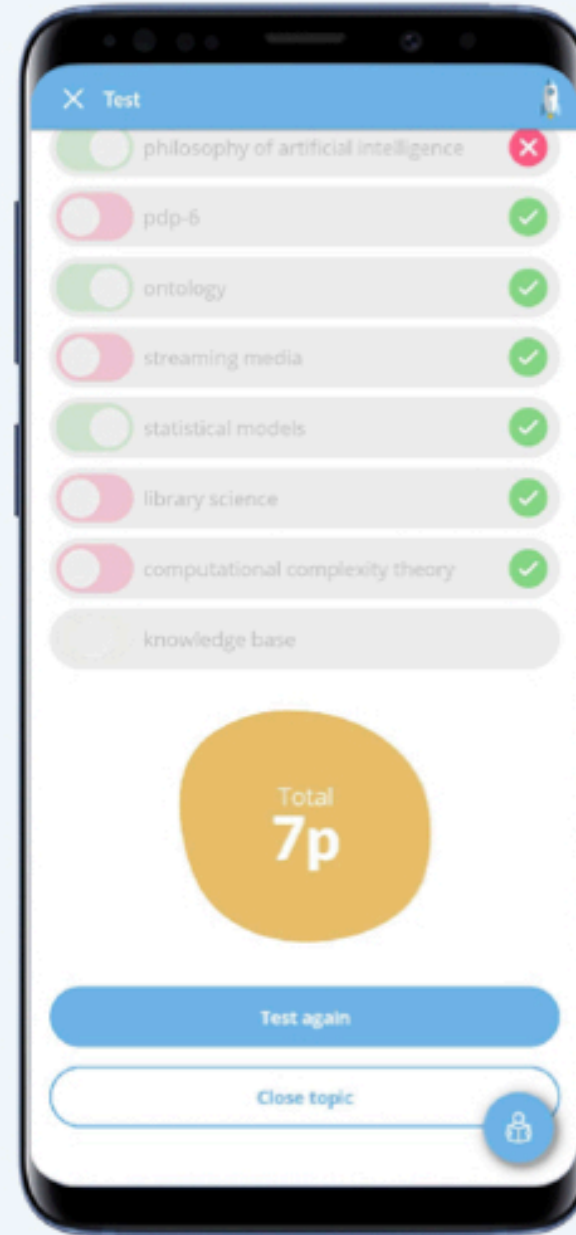 Test
philosophy of artificial intelligence
pdp-6
ontology
streaming media
statistical models
library science
computational complexity theory
knowledge base
Total
7p
Test again
Close topic